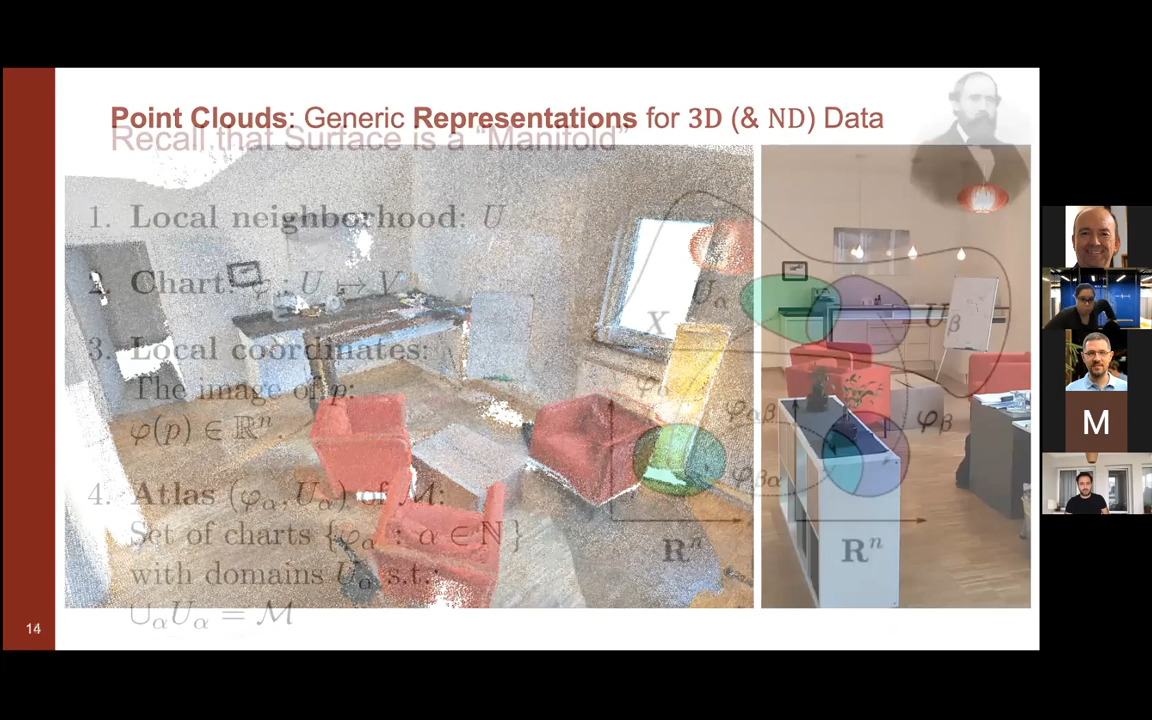 Point Clouds: Generic Representations for 3D (& ND) Data
Recall that Surface is a “Manifold”
1. Local neighborhood: U
2. Chart: φ : U ↦ V
3. Local coordinates:
The image of p:
φ(p) ∈ ℝⁿ.
4. Atlas (φα, Uα) of ℳ:
Set of charts {φα : α ∈ ℕ}
with domains Uα s.t.:
∪αUα = ℳ
X
Uα
Uβ
φα
φαβ
φβ
φβα
Rⁿ
Rⁿ
14
M